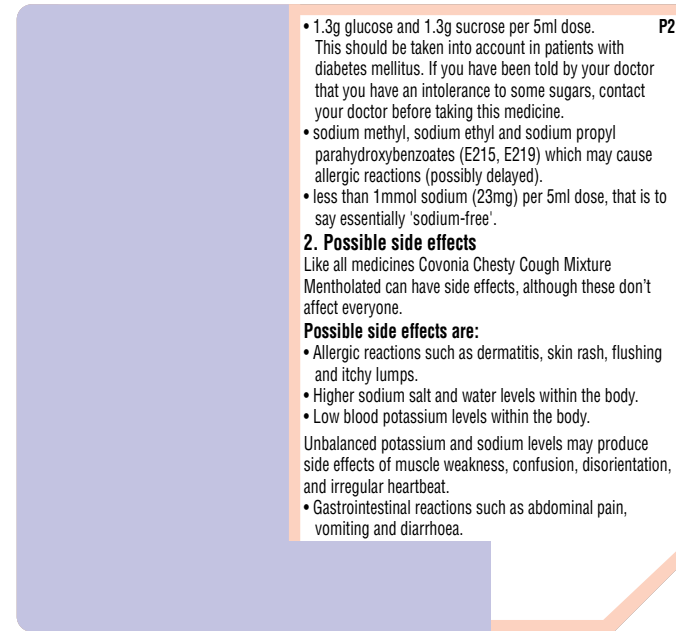 • 1.3g glucose and 1.3g sucrose per 5ml dose. P2
This should be taken into account in patients with
diabetes mellitus. If you have been told by your doctor
that you have an intolerance to some sugars, contact
your doctor before taking this medicine.
• sodium methyl, sodium ethyl and sodium propyl
parahydroxybenzoates (E215, E219) which may cause
allergic reactions (possibly delayed).
• less than 1mmol sodium (23mg) per 5ml dose, that is to
say essentially 'sodium-free'.
2. Possible side effects
Like all medicines Covonia Chesty Cough Mixture
Mentholated can have side effects, although these don’t
affect everyone.
Possible side effects are:
• Allergic reactions such as dermatitis, skin rash, flushing
and itchy lumps.
• Higher sodium salt and water levels within the body.
• Low blood potassium levels within the body.
Unbalanced potassium and sodium levels may produce
side effects of muscle weakness, confusion, disorientation,
and irregular heartbeat.
• Gastrointestinal reactions such as abdominal pain,
vomiting and diarrhoea.